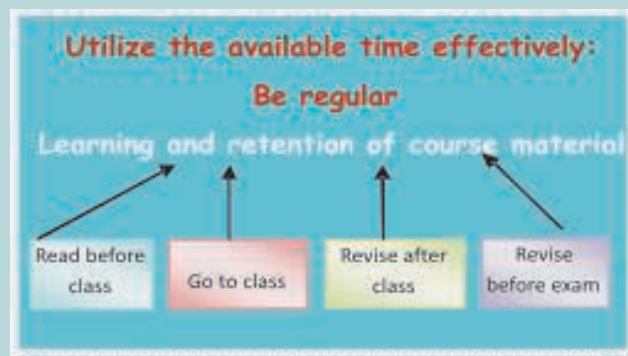 Utilize the available time effectively:
Be regular
Learning and retention of course material
Read before
class
Go to class
Revise after
class
Revise
before exam